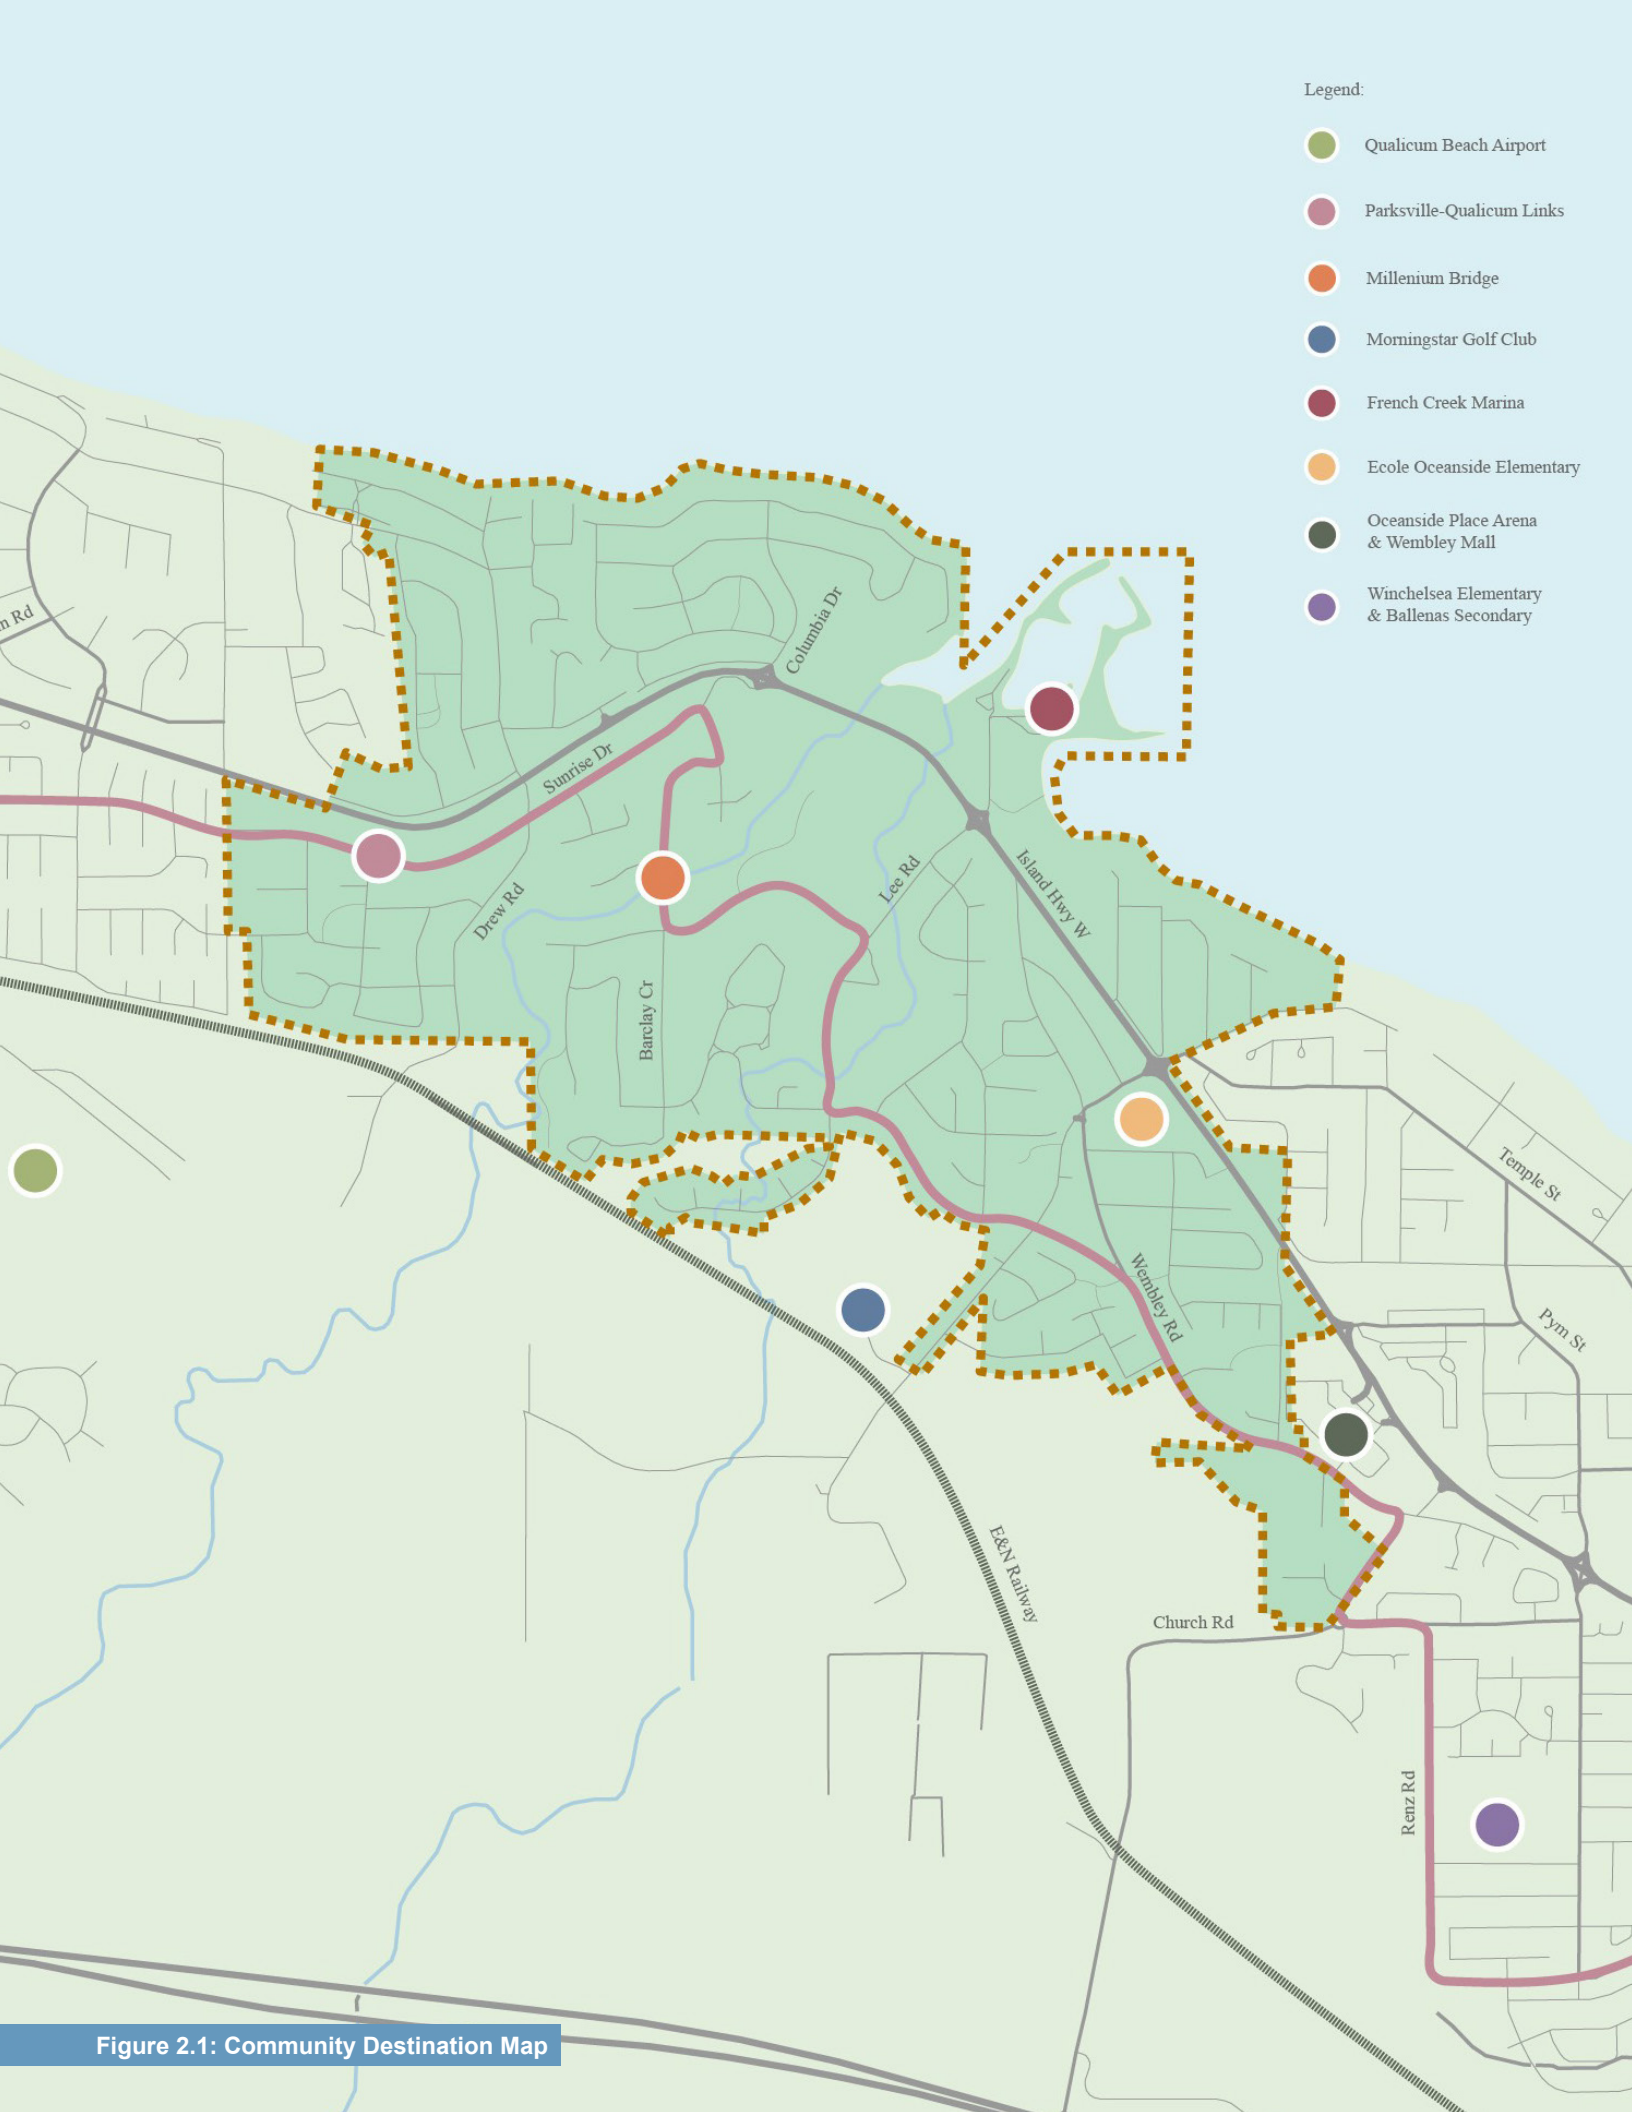 Legend:
Qualicum Beach Airport
Parksville-Qualicum Links
Millenium Bridge
Morningstar Golf Club
French Creek Marina
Ecole Oceanside Elementary
Oceanside Place Arena
& Wembley Mall
Winchelsea Elementary
& Ballenas Secondary
Rd
Columbia Dr
Sunrise Dr
Drew Rd
Lee Rd
Island Hwy W
Barclay Cr
Temple St
Wembley Rd
Pym St
E&N Railway
Church Rd
Renz Rd
Figure 2.1: Community Destination Map